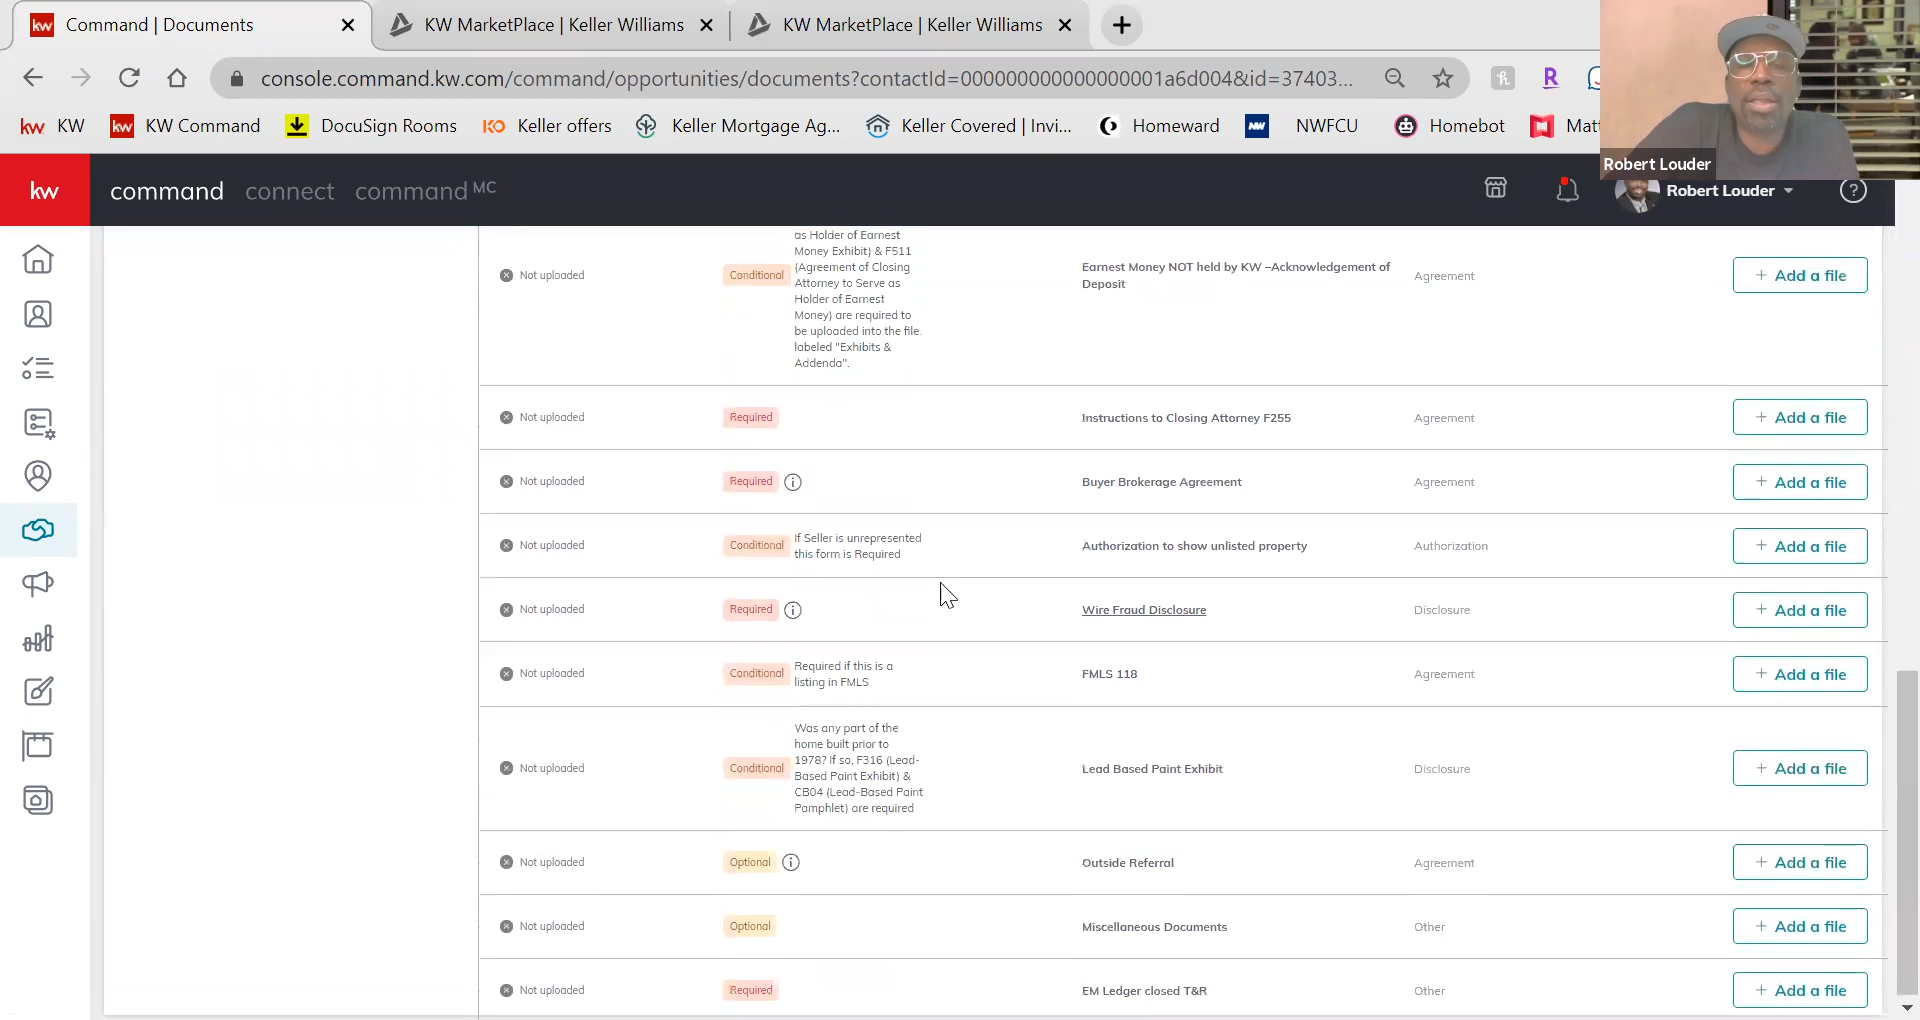 kw Command | Documents
KW MarketPlace | Keller Williams
KW MarketPlace | Keller Williams
console.command.kw.com/command/opportunities/documents?contactId=000000000000000001a6d004&id=37403...
h
R
kw KW
kw KW Command
DocuSign Rooms
KO Keller offers
Keller Mortgage Ag...
Keller Covered | Invi...
Homeward
NW NWFCU
Homebot
Mat
Robert Louder
kw
command connect command MC
Robert Louder
?
as Holder of Earnest
Money Exhibit) & F511
(Agreement of Closing
Attorney to Serve as
Holder of Earnest
Money) are required to
be uploaded into the file.
labeled "Exhibits &
Addenda".
Not uploaded Conditional
Earnest Money NOT held by KW –Acknowledgement of
Deposit
Agreement + Add a file
Not uploaded Required Instructions to Closing Attorney F255 Agreement + Add a file
Not uploaded Required Buyer Brokerage Agreement Agreement + Add a file
Not uploaded Conditional
If Seller is unrepresented
this form is Required
Authorization to show unlisted property Authorization + Add a file
Not uploaded Required Wire Fraud Disclosure Disclosure + Add a file
Not uploaded Conditional
Required if this is a
listing in FMLS
FMLS 118 Agreement + Add a file
Was any part of the
home built prior to
1978? If so, F316 (Lead-
Based Paint Exhibit) &
CB04 (Lead-Based Paint
Pamphlet) are required
Not uploaded Conditional Lead Based Paint Exhibit Disclosure + Add a file
Not uploaded Optional Outside Referral Agreement + Add a file
Not uploaded Optional Miscellaneous Documents Other + Add a file
Not uploaded Required EM Ledger closed T&R Other + Add a file